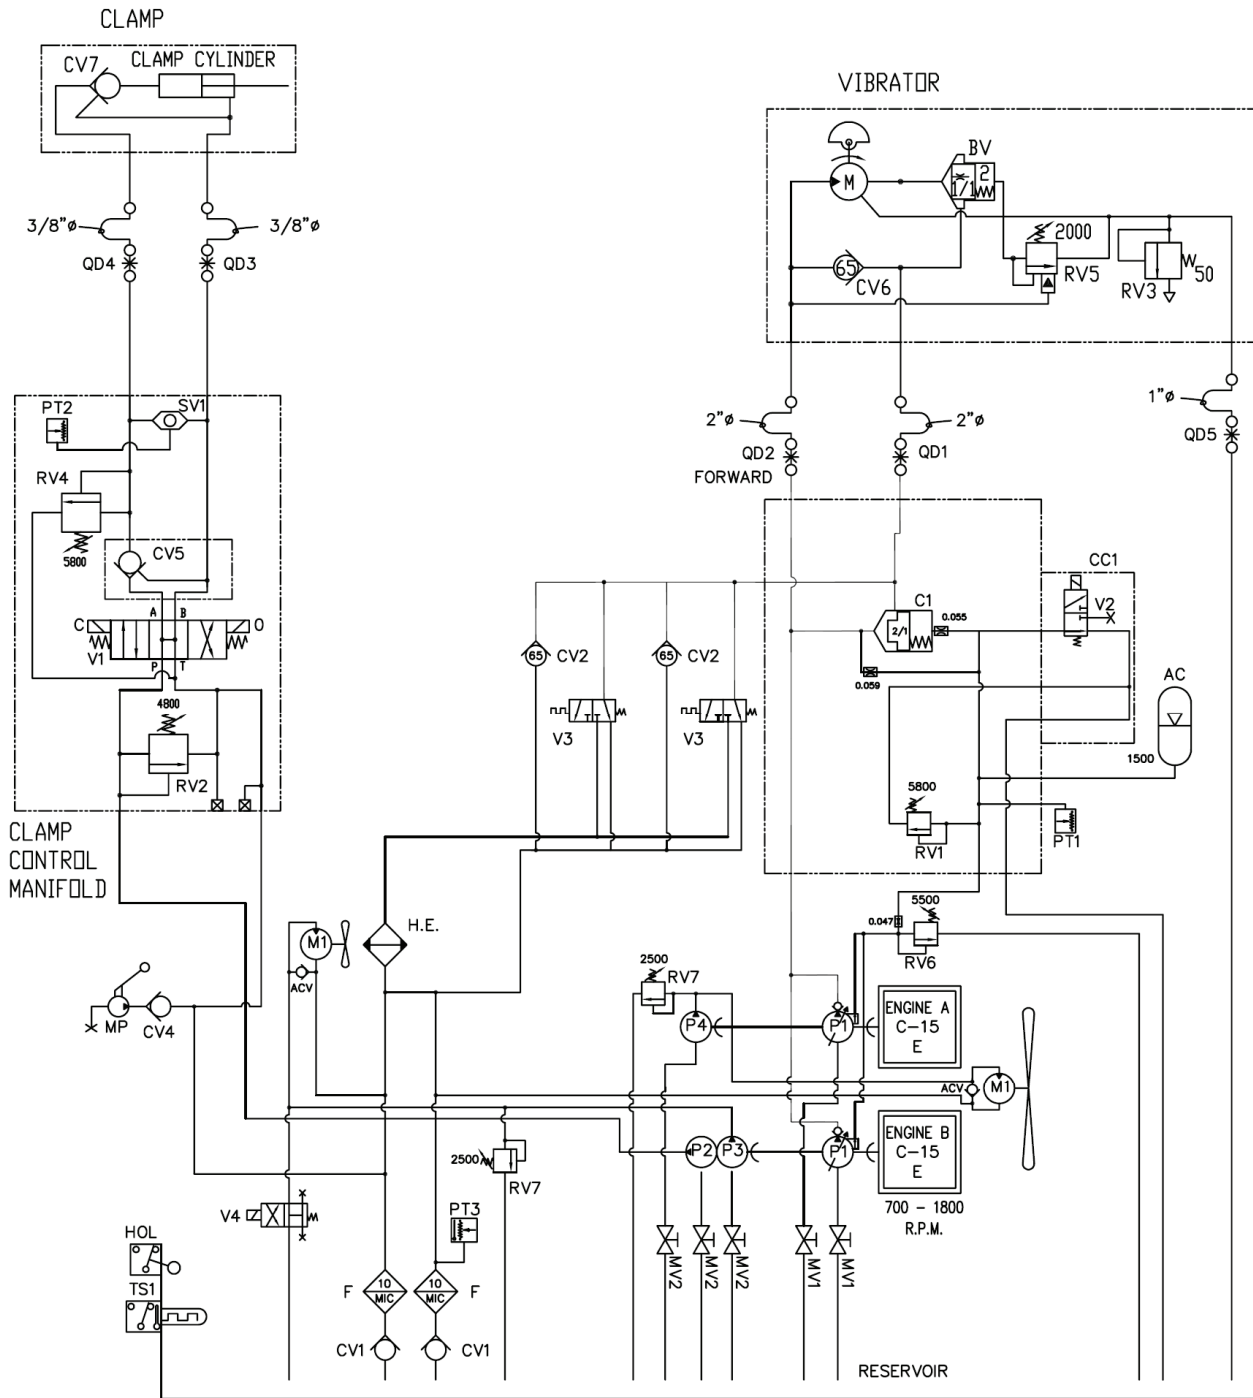 CLAMP
CV7
CLAMP CYLINDER
3/8"ø
3/8"ø
QD4
QD3
VIBRATOR
M
BV
2
1/1
2000
65
CV6
RV5
RV3
50
2"ø
2"ø
1"ø
QD2
QD1
QD5
FORWARD
PT2
SV1
RV4
5800
CV5
A
B
C
O
V1
P
T
4800
RV2
CLAMP
CONTROL
MANIFOLD
CC1
C1
2/1
0.055
V2
0.059
65
CV2
65
CV2
V3
V3
AC
1500
5800
RV1
PT1
5500
0.047
RV6
M1
H.E.
ACV
MP
CV4
2500
RV7
P4
P1
ENGINE A
C-15
E
ACV
M1
P2
P3
P1
ENGINE B
C-15
E
700 - 1800
R.P.M.
2500
RV7
V4
PT3
HOL
TS1
F
10
MIC
10
MIC
F
CV1
CV1
MV2
MV2
MV2
MV1
MV1
RESERVOIR